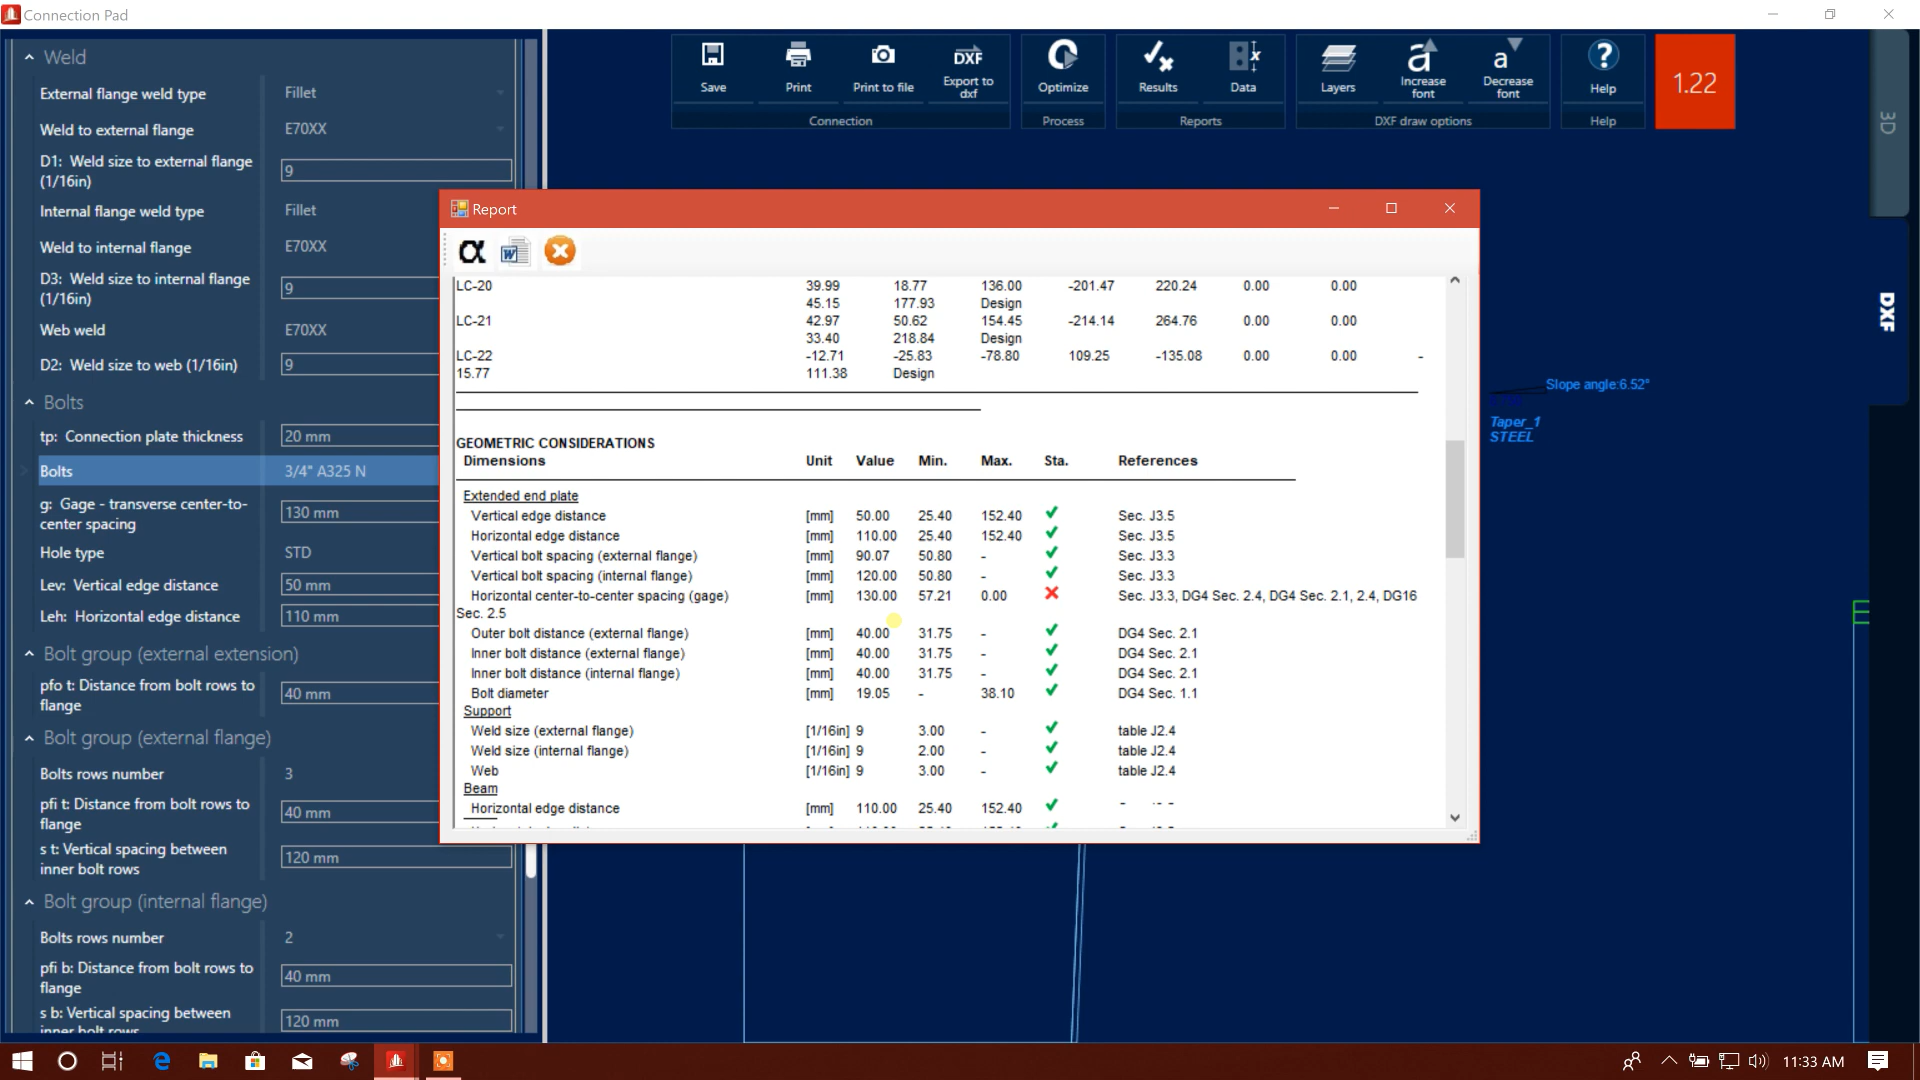 Connection Pad
Weld
External flange weld type Fillet
Weld to external flange E70XX
D1: Weld size to external flange (1/16in) 9
Internal flange weld type Fillet
Weld to internal flange E70XX
D3: Weld size to internal flange (1/16in) 9
Web weld E70XX
D2: Weld size to web (1/16in) 9
Bolts
tp: Connection plate thickness 20 mm
Bolts 3/4" A325 N
g: Gage - transverse center-to-center spacing 130 mm
Hole type STD
Lev: Vertical edge distance 50 mm
Leh: Horizontal edge distance 110 mm
Bolt group (external extension)
pfo t: Distance from bolt rows to flange 40 mm
Bolt group (external flange)
Bolts rows number 3
pfi t: Distance from bolt rows to flange 40 mm
s t: Vertical spacing between inner bolt rows 120 mm
Bolt group (internal flange)
Bolts rows number 2
pfi b: Distance from bolt rows to flange 40 mm
s b: Vertical spacing between inner bolt rows 120 mm
Save Print Print to file DXF Export to dxf
Connection
Optimize
Process
Results Data
Reports
Layers Increase font Decrease font
DXF draw options
Help
Help
1.22
3D
DXF
Slope angle:6.52°
Taper_1
STEEL
Report
LC-20 39.99 18.77 136.00 -201.47 220.24 0.00 0.00
45.15 177.93 Design
LC-21 42.97 50.62 154.45 -214.14 264.76 0.00 0.00
33.40 218.84 Design
LC-22 -12.71 -25.83 -78.80 109.25 -135.08 0.00 0.00 -
15.77 111.38 Design
GEOMETRIC CONSIDERATIONS
Dimensions Unit Value Min. Max. Sta. References
Extended end plate
Vertical edge distance [mm] 50.00 25.40 152.40 ✓ Sec. J3.5
Horizontal edge distance [mm] 110.00 25.40 152.40 ✓ Sec. J3.5
Vertical bolt spacing (external flange) [mm] 90.07 50.80 - ✓ Sec. J3.3
Vertical bolt spacing (internal flange) [mm] 120.00 50.80 - ✓ Sec. J3.3
Horizontal center-to-center spacing (gage) [mm] 130.00 57.21 0.00 ✗ Sec. J3.3, DG4 Sec. 2.4, DG4 Sec. 2.1, 2.4, DG16
Sec. 2.5
Outer bolt distance (external flange) [mm] 40.00 31.75 - ✓ DG4 Sec. 2.1
Inner bolt distance (external flange) [mm] 40.00 31.75 - ✓ DG4 Sec. 2.1
Inner bolt distance (internal flange) [mm] 40.00 31.75 - ✓ DG4 Sec. 2.1
Bolt diameter [mm] 19.05 - 38.10 ✓ DG4 Sec. 1.1
Support
Weld size (external flange) [1/16in] 9 3.00 - ✓ table J2.4
Weld size (internal flange) [1/16in] 9 2.00 - ✓ table J2.4
Web [1/16in] 9 3.00 - ✓ table J2.4
Beam
Horizontal edge distance [mm] 110.00 25.40 152.40 ✓
11:33 AM